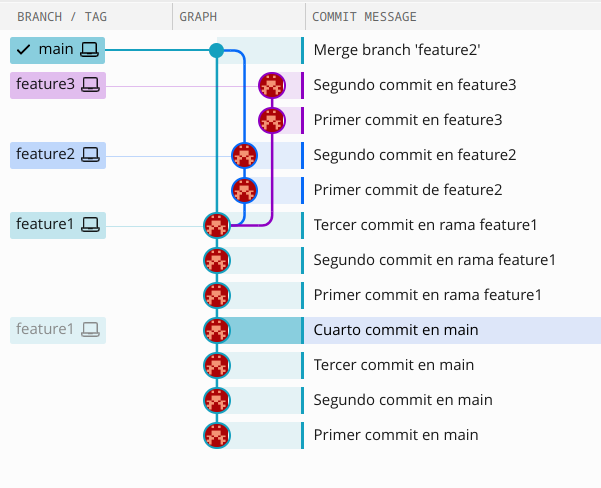 BRANCH / TAG GRAPH COMMIT MESSAGE
main Merge branch 'feature2'
feature3 Segundo commit en feature3
Primer commit en feature3
feature2 Segundo commit en feature2
Primer commit de feature2
feature1 Tercer commit en rama feature1
Segundo commit en rama feature1
Primer commit en rama feature1
feature1 Cuarto commit en main
Tercer commit en main
Segundo commit en main
Primer commit en main